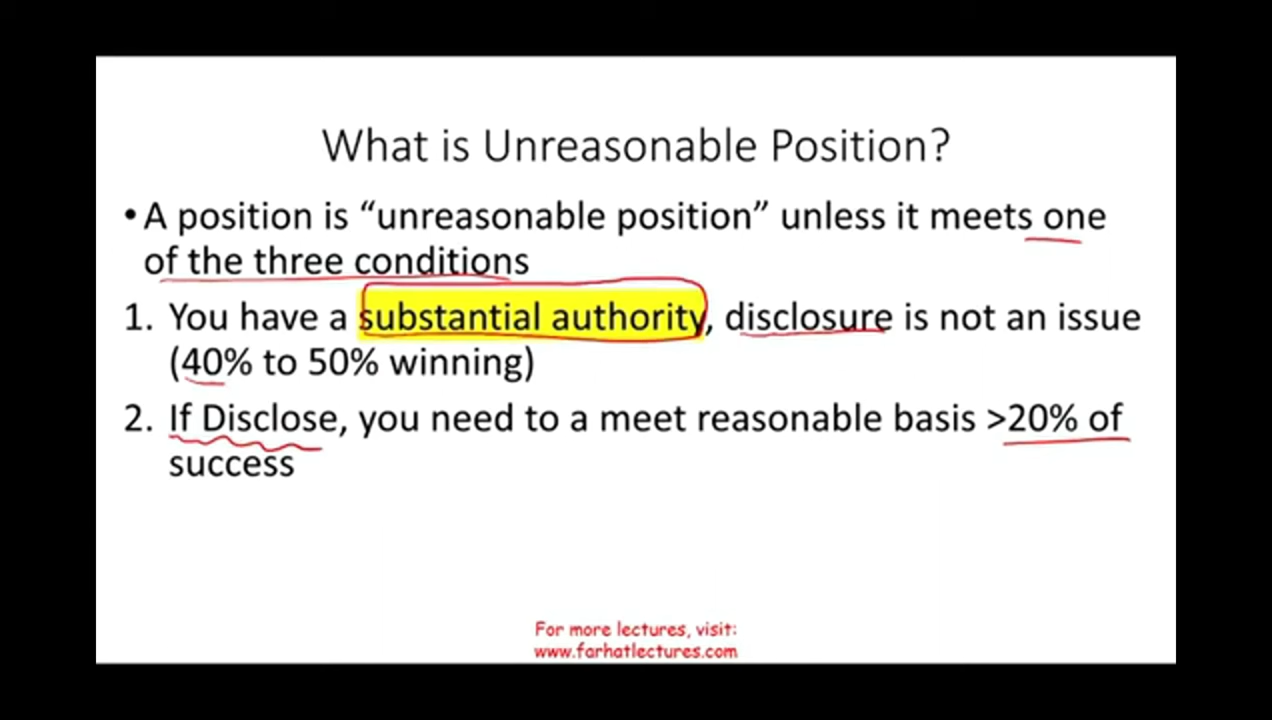 What is Unreasonable Position?
• A position is “unreasonable position” unless it meets one
of the three conditions
1. You have a substantial authority, disclosure is not an issue
(40% to 50% winning)
2. If Disclose, you need to a meet reasonable basis >20% of
success
For more lectures, visit:
www.farhatlectures.com